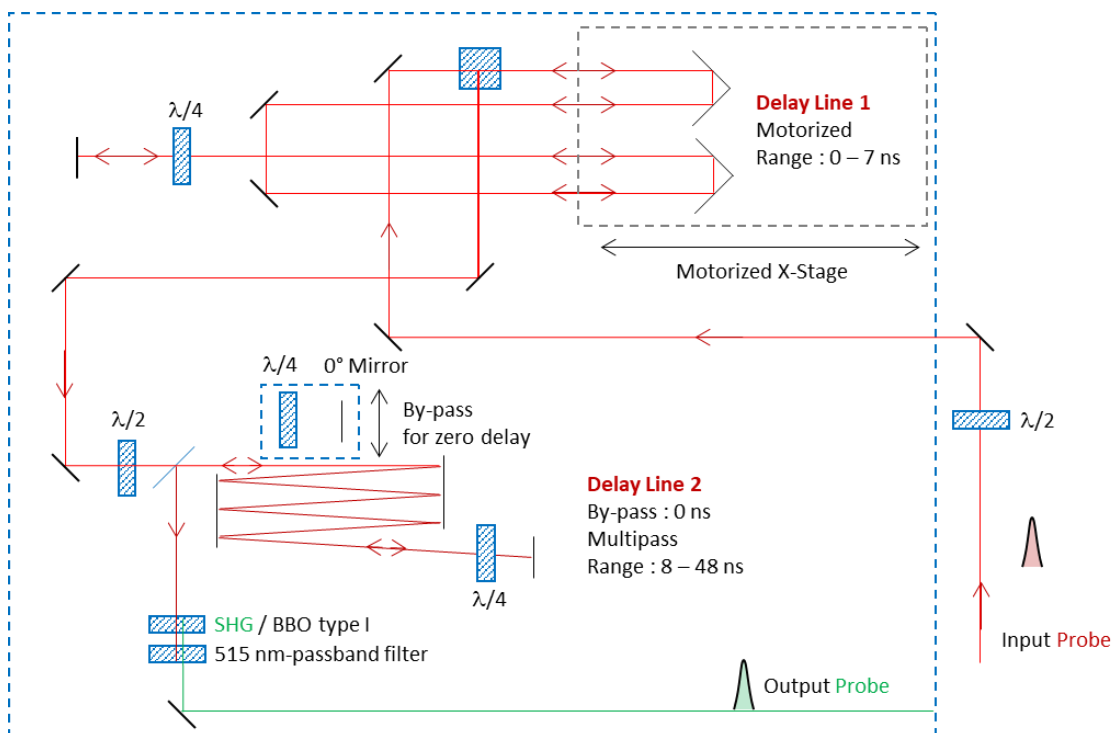 λ/4
Delay Line 1
Motorized
Range : 0 – 7 ns
Motorized X-Stage
λ/4
0° Mirror
By-pass
for zero delay
λ/2
λ/2
Delay Line 2
By-pass : 0 ns
Multipass
Range : 8 – 48 ns
λ/4
SHG / BBO type I
515 nm-passband filter
Input Probe
Output Probe